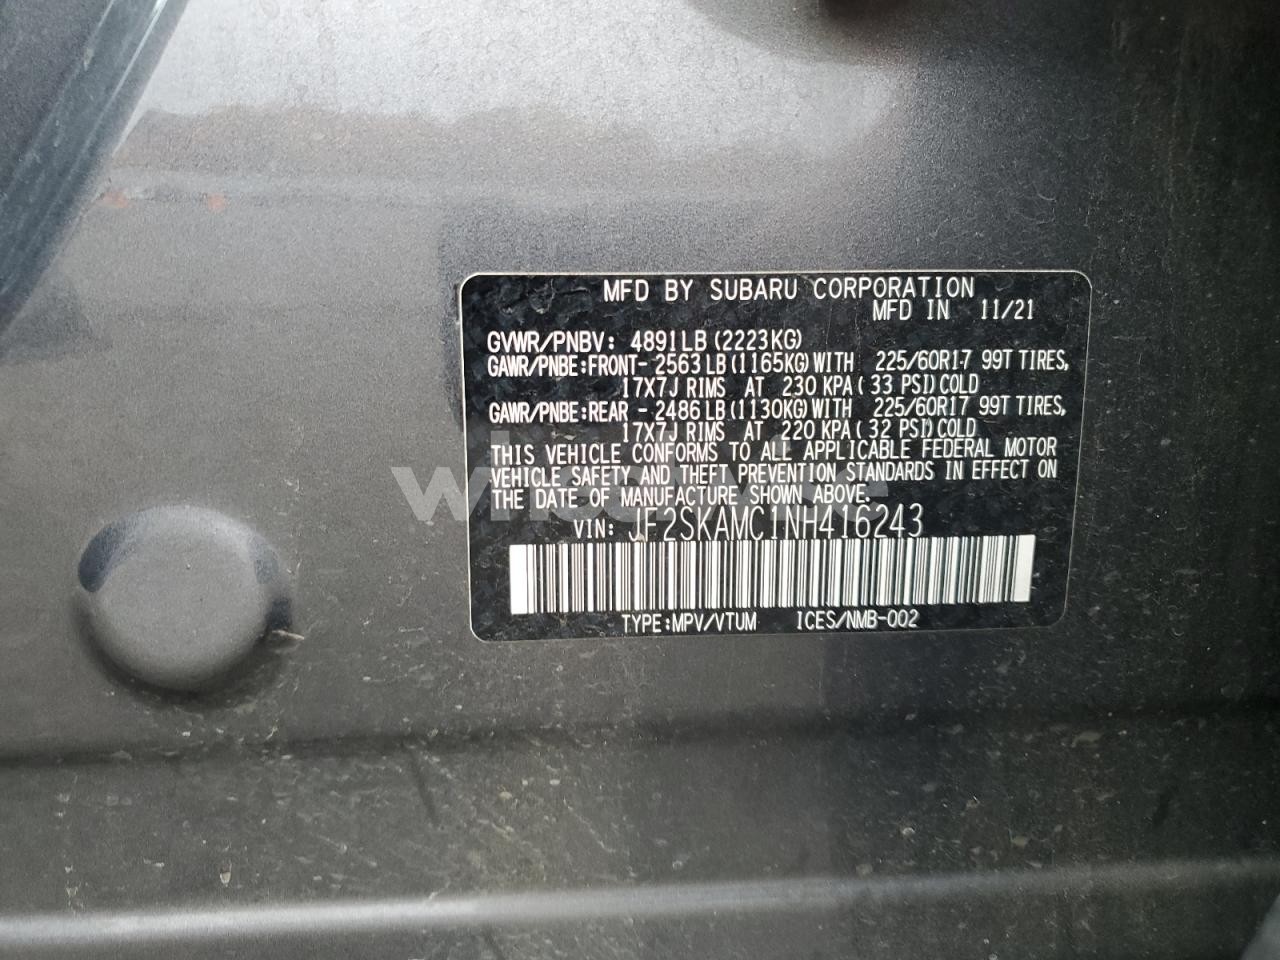 MFD BY SUBARU CORPORATION
MFD IN 11/21
GVWR/PNBV: 4891LB (2223KG)
GAWR/PNBE:FRONT- 2563LB(1165KG)WITH 225/60R17 99T TIRES,
17X7J RIMS AT 230 KPA(33 PSI)COLD
GAWR/PNBE:REAR - 2486LB(1130KG)WITH 225/60R17 99T TIRES,
17X7J RIMS AT 220 KPA(32 PSI)COLD
THIS VEHICLE CONFORMS TO ALL APPLICABLE FEDERAL MOTOR
VEHICLE SAFETY AND THEFT PREVENTION STANDARDS IN EFFECT ON
THE DATE OF MANUFACTURE SHOWN ABOVE.
VIN: JF2SKAMC1NH416243
TYPE:MPV/VTUM ICES/NMB-002